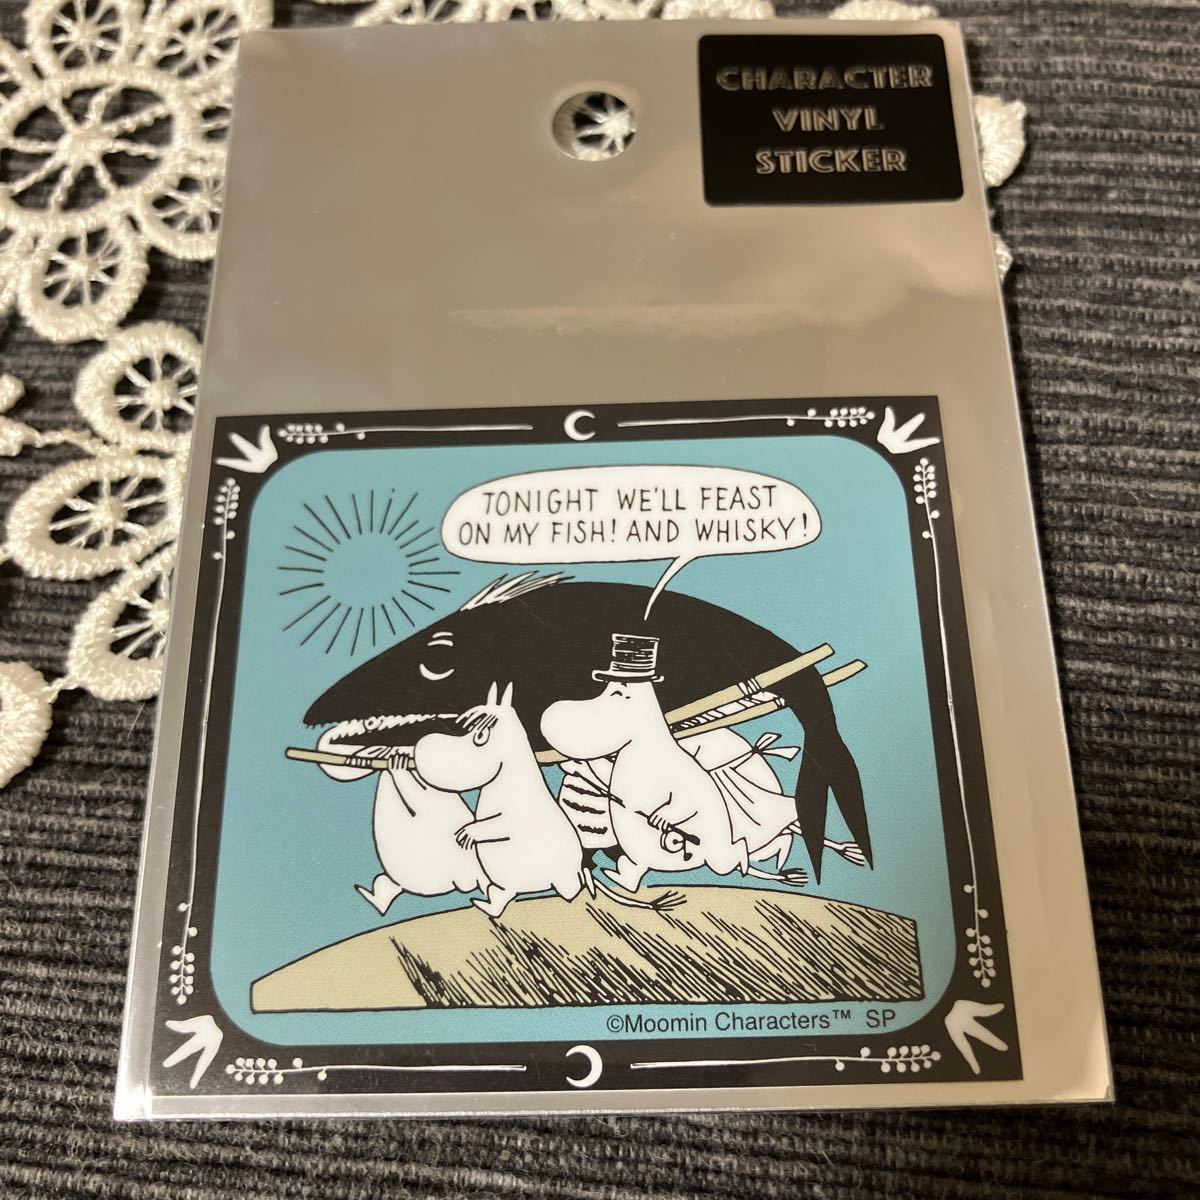 CHARACTER
VINYL
STICKER
TONIGHT WE'LL FEAST
ON MY FISH! AND WHISKY!
©Moomin Characters™ SP